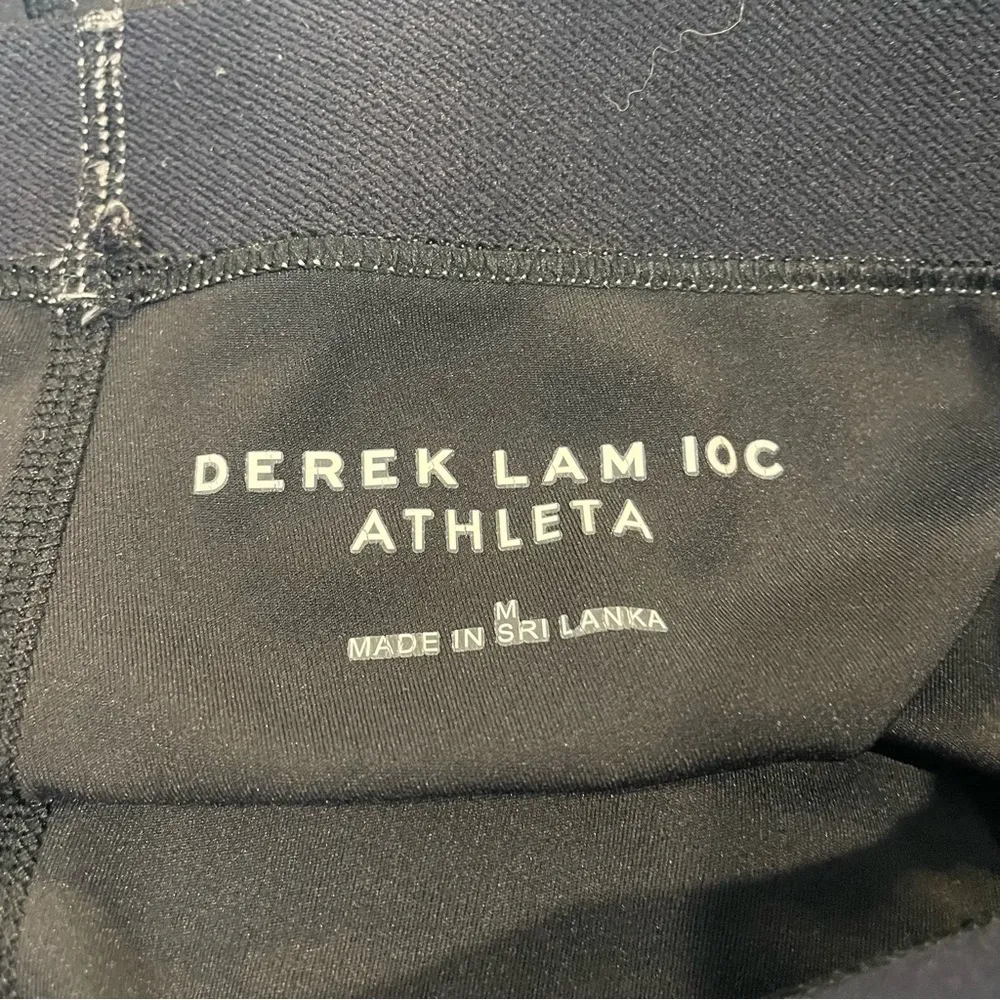 DEREK LAM 10C
ATHLETA
M
MADE IN SRI LANKA